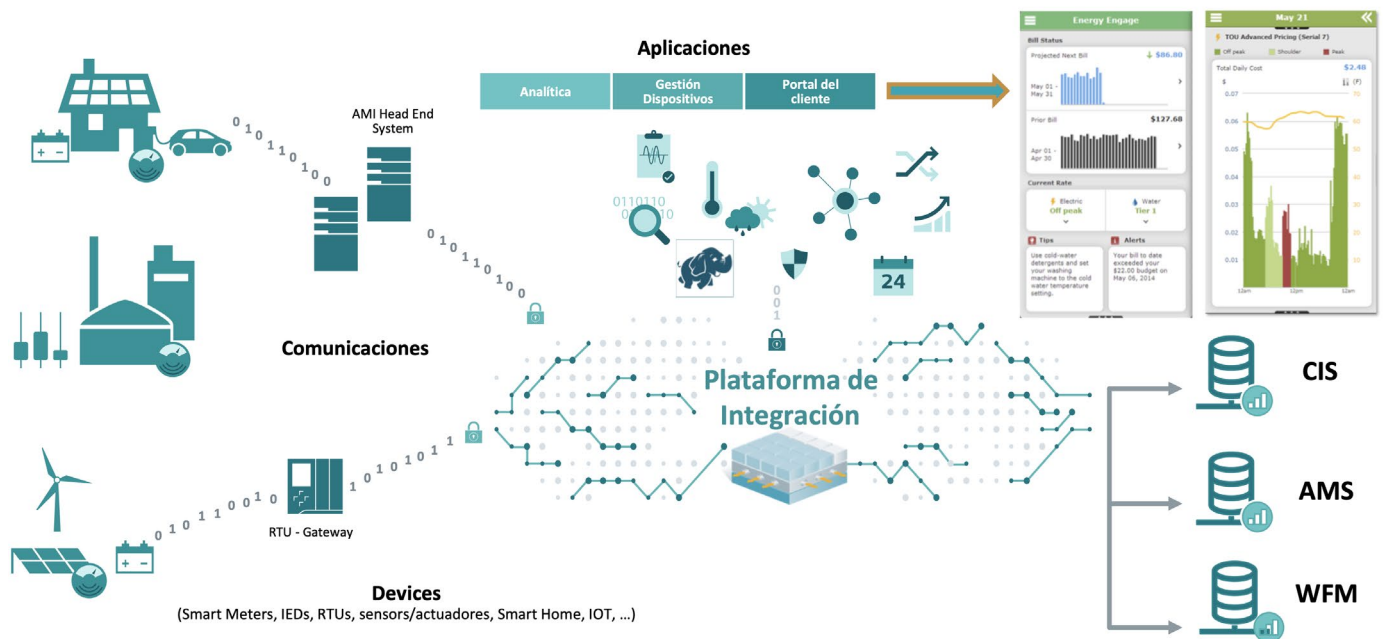 Aplicaciones
Analítica
Gestión
Dispositivos
Portal del
cliente
AMI Head End
System
0 1 0 1 1 0 1 0 0
0 1 0 1 1 0 1 0 0
0110110
0 10
24
0
0
1
Comunicaciones
Plataforma de
Integración
0 1 0 1 1 0 0 1 0
1 0 1 0 1 0 1 1
RTU - Gateway
Devices
(Smart Meters, IEDs, RTUs, sensors/actuadores, Smart Home, IOT, ...)
Energy Engage
Bill Status
Projected Next Bill
$86.80
May 01 -
May 31
Prior Bill
$127.68
Apr 01 -
Apr 30
Current Rate
Electric
Off peak
Water
Tier 1
Tips
Use cold-water
detergents and set
your washing
machine to the cold
water temperature
setting.
Alerts
Your bill to date
exceeded your
$22.00 budget on
May 06, 2014
May 21
TOU Advanced Pricing (Serial 7)
Off peak
Shoulder
Peak
Total Daily Cost
$2.48
$
(F)
0.07
0.06
0.05
0.04
0.03
0.02
0.01
12am
12pm
12am
CIS
AMS
WFM